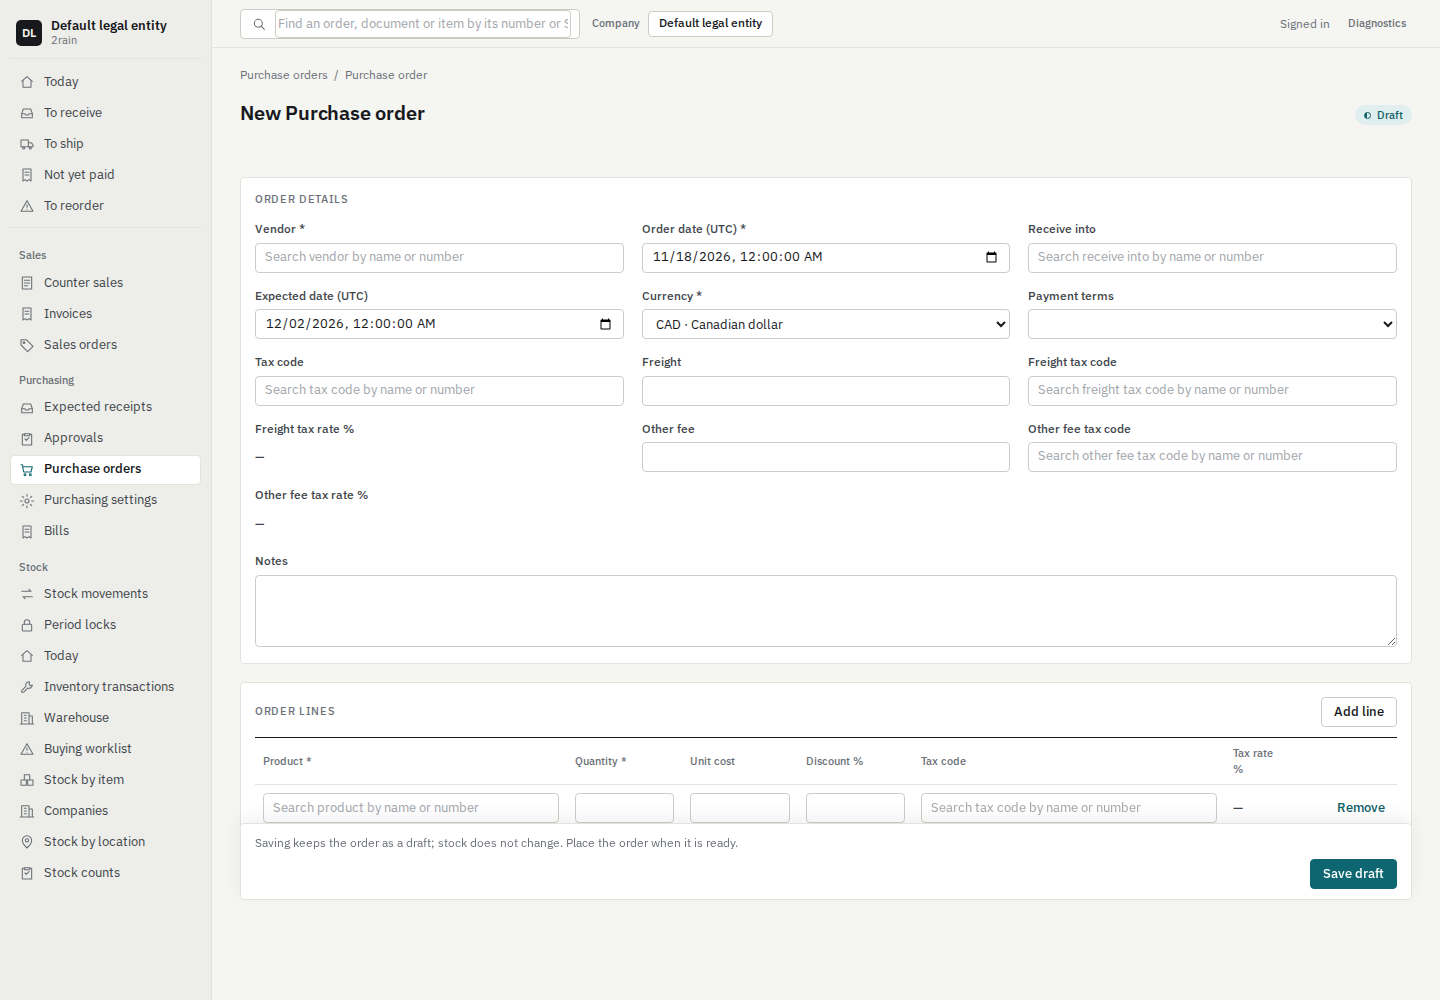 DL
Default legal entity
2rain
Today
To receive
To ship
Not yet paid
To reorder
Sales
Counter sales
Invoices
Sales orders
Purchasing
Expected receipts
Approvals
Purchase orders
Purchasing settings
Bills
Stock
Stock movements
Period locks
Today
Inventory transactions
Warehouse
Buying worklist
Stock by item
Companies
Stock by location
Stock counts
Find an order, document or item by its number or S
Company
Default legal entity
Signed in
Diagnostics
Purchase orders / Purchase order
New Purchase order
Draft
ORDER DETAILS
Vendor *
Order date (UTC) *
Receive into
Search vendor by name or number
11/18/2026, 12:00:00 AM
Search receive into by name or number
Expected date (UTC)
Currency *
Payment terms
12/02/2026, 12:00:00 AM
CAD · Canadian dollar
Tax code
Freight
Freight tax code
Search tax code by name or number
Search freight tax code by name or number
Freight tax rate %
Other fee
Other fee tax code
—
Search other fee tax code by name or number
Other fee tax rate %
—
Notes
ORDER LINES
Add line
Product *
Quantity *
Unit cost
Discount %
Tax code
Tax rate
%
Search product by name or number
Search tax code by name or number
—
Remove
Saving keeps the order as a draft; stock does not change. Place the order when it is ready.
Save draft